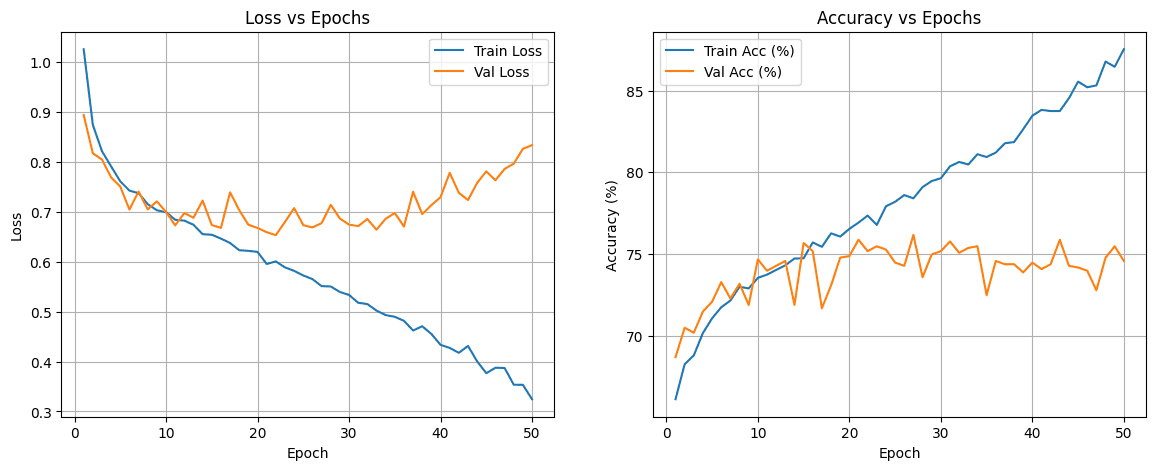 Loss vs Epochs
Train Loss
Val Loss
Loss
1.0
0.9
0.8
0.7
0.6
0.5
0.4
0.3
0 10 20 30 40 50
Epoch
Accuracy vs Epochs
Train Acc (%)
Val Acc (%)
Accuracy (%)
85
80
75
70
0 10 20 30 40 50
Epoch